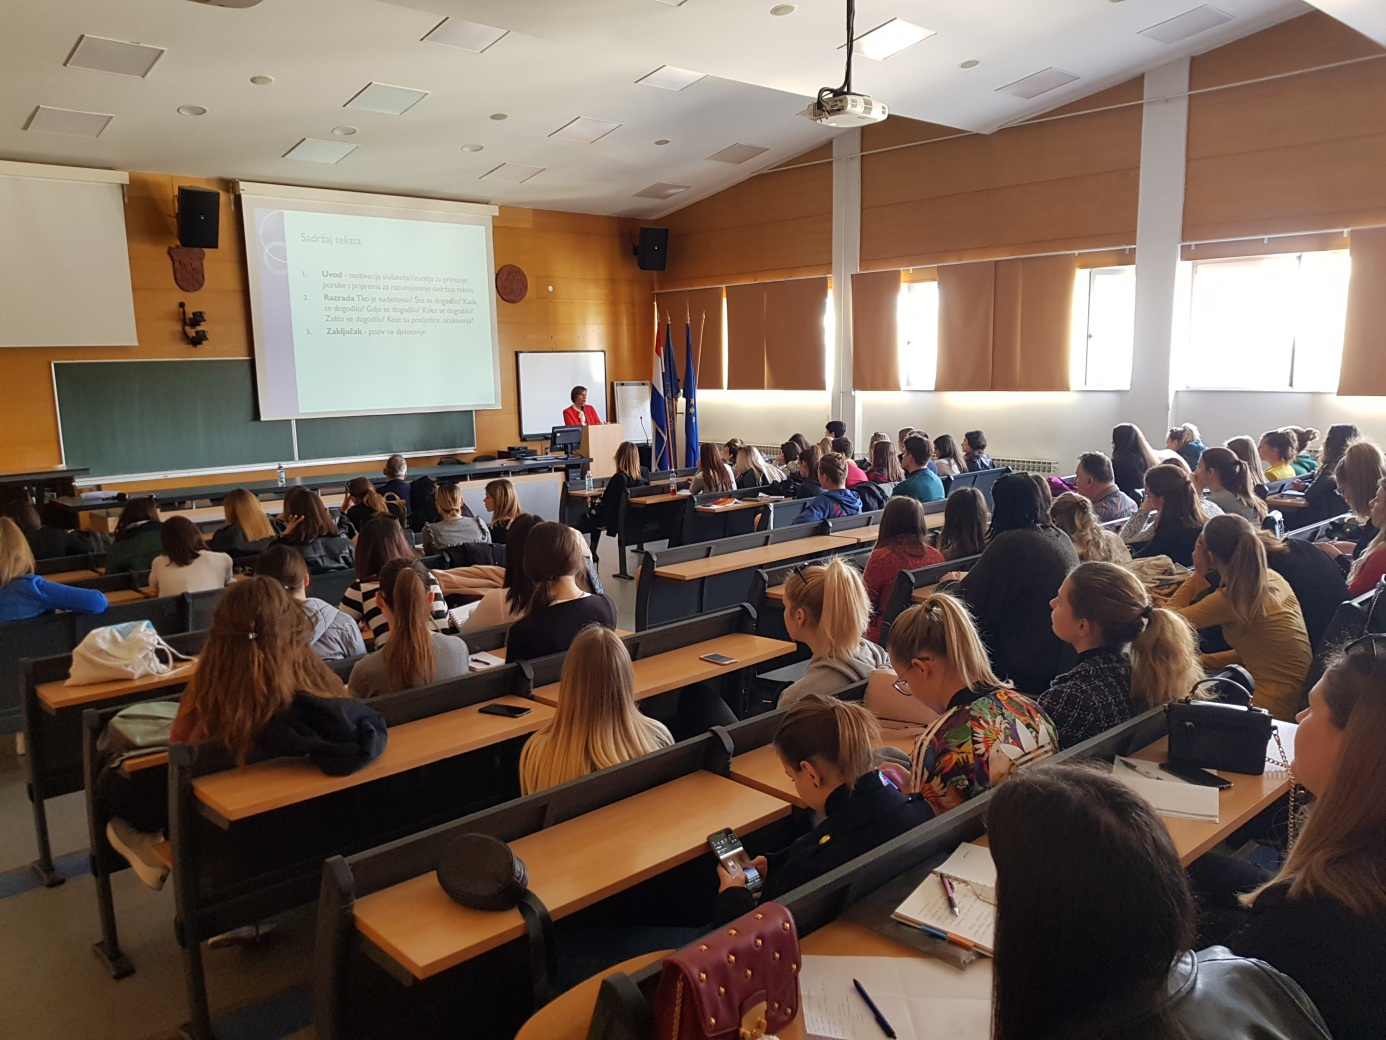 Sadržaj teksta
1. Uvod - motivacija slušatelja/čitatelja za primanje
poruke i priprema za razumijevanje sadržaja teksta
2. Razrada Tko je sudjelovao? Što se dogodilo? Kada
se dogodilo? Gdje se dogodilo? Kako se dogodilo?
Zašto se dogodilo? Koje su posljedice, očekivanja?
3. Zaključak - poziv na djelovanje